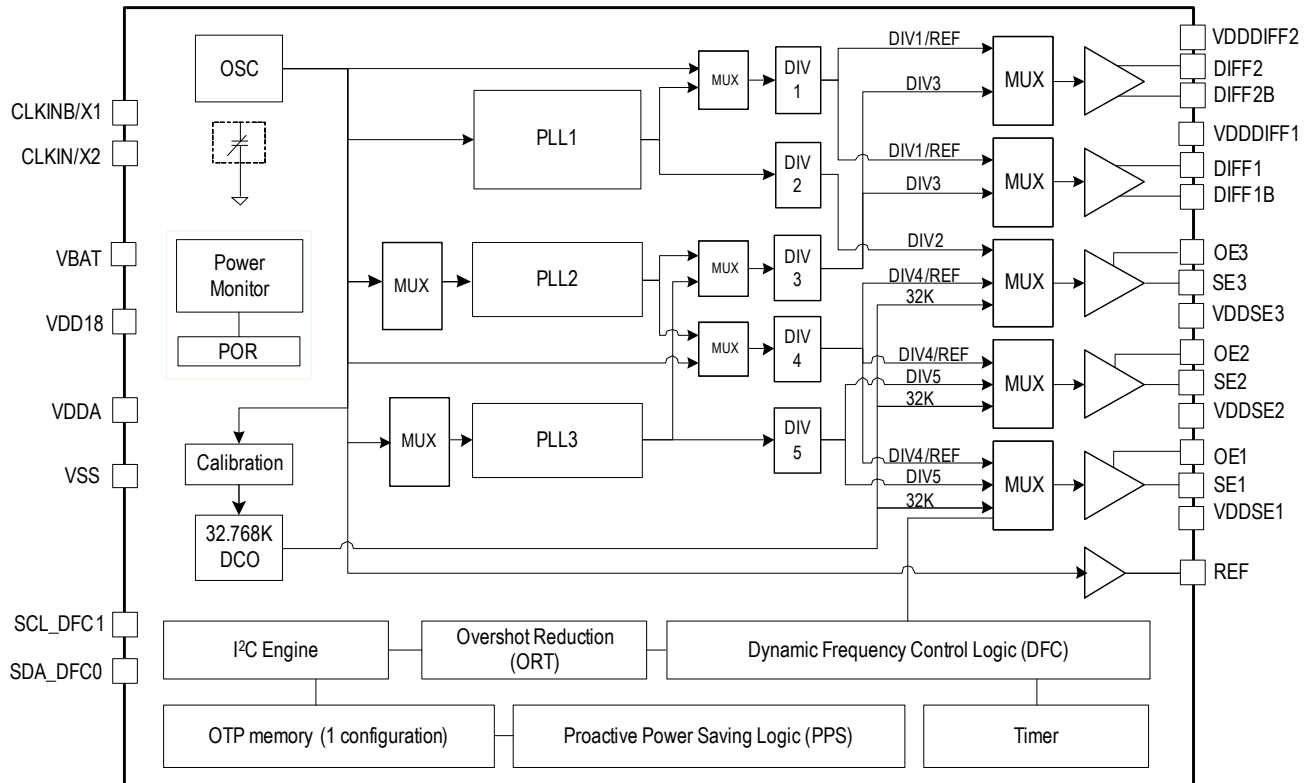 OSC
CLKINB/X1
CLKIN/X2
VBAT
VDD18
VDDA
VSS
SCL_DFC1
SDA_DFC0
Power
Monitor
POR
Calibration
32.768K
DCO
MUX
MUX
PLL1
PLL2
PLL3
MUX
MUX
MUX
DIV
1
DIV
2
DIV
3
DIV
4
DIV
5
DIV1/REF
DIV3
DIV1/REF
DIV3
DIV2
DIV4/REF
32K
DIV4/REF
DIV5
32K
DIV4/REF
DIV5
32K
MUX
MUX
MUX
MUX
MUX
VDDDIFF2
DIFF2
DIFF2B
VDDDIFF1
DIFF1
DIFF1B
OE3
SE3
VDDSE3
OE2
SE2
VDDSE2
OE1
SE1
VDDSE1
REF
I²C Engine
Overshot Reduction
(ORT)
Dynamic Frequency Control Logic (DFC)
OTP memory (1 configuration)
Proactive Power Saving Logic (PPS)
Timer